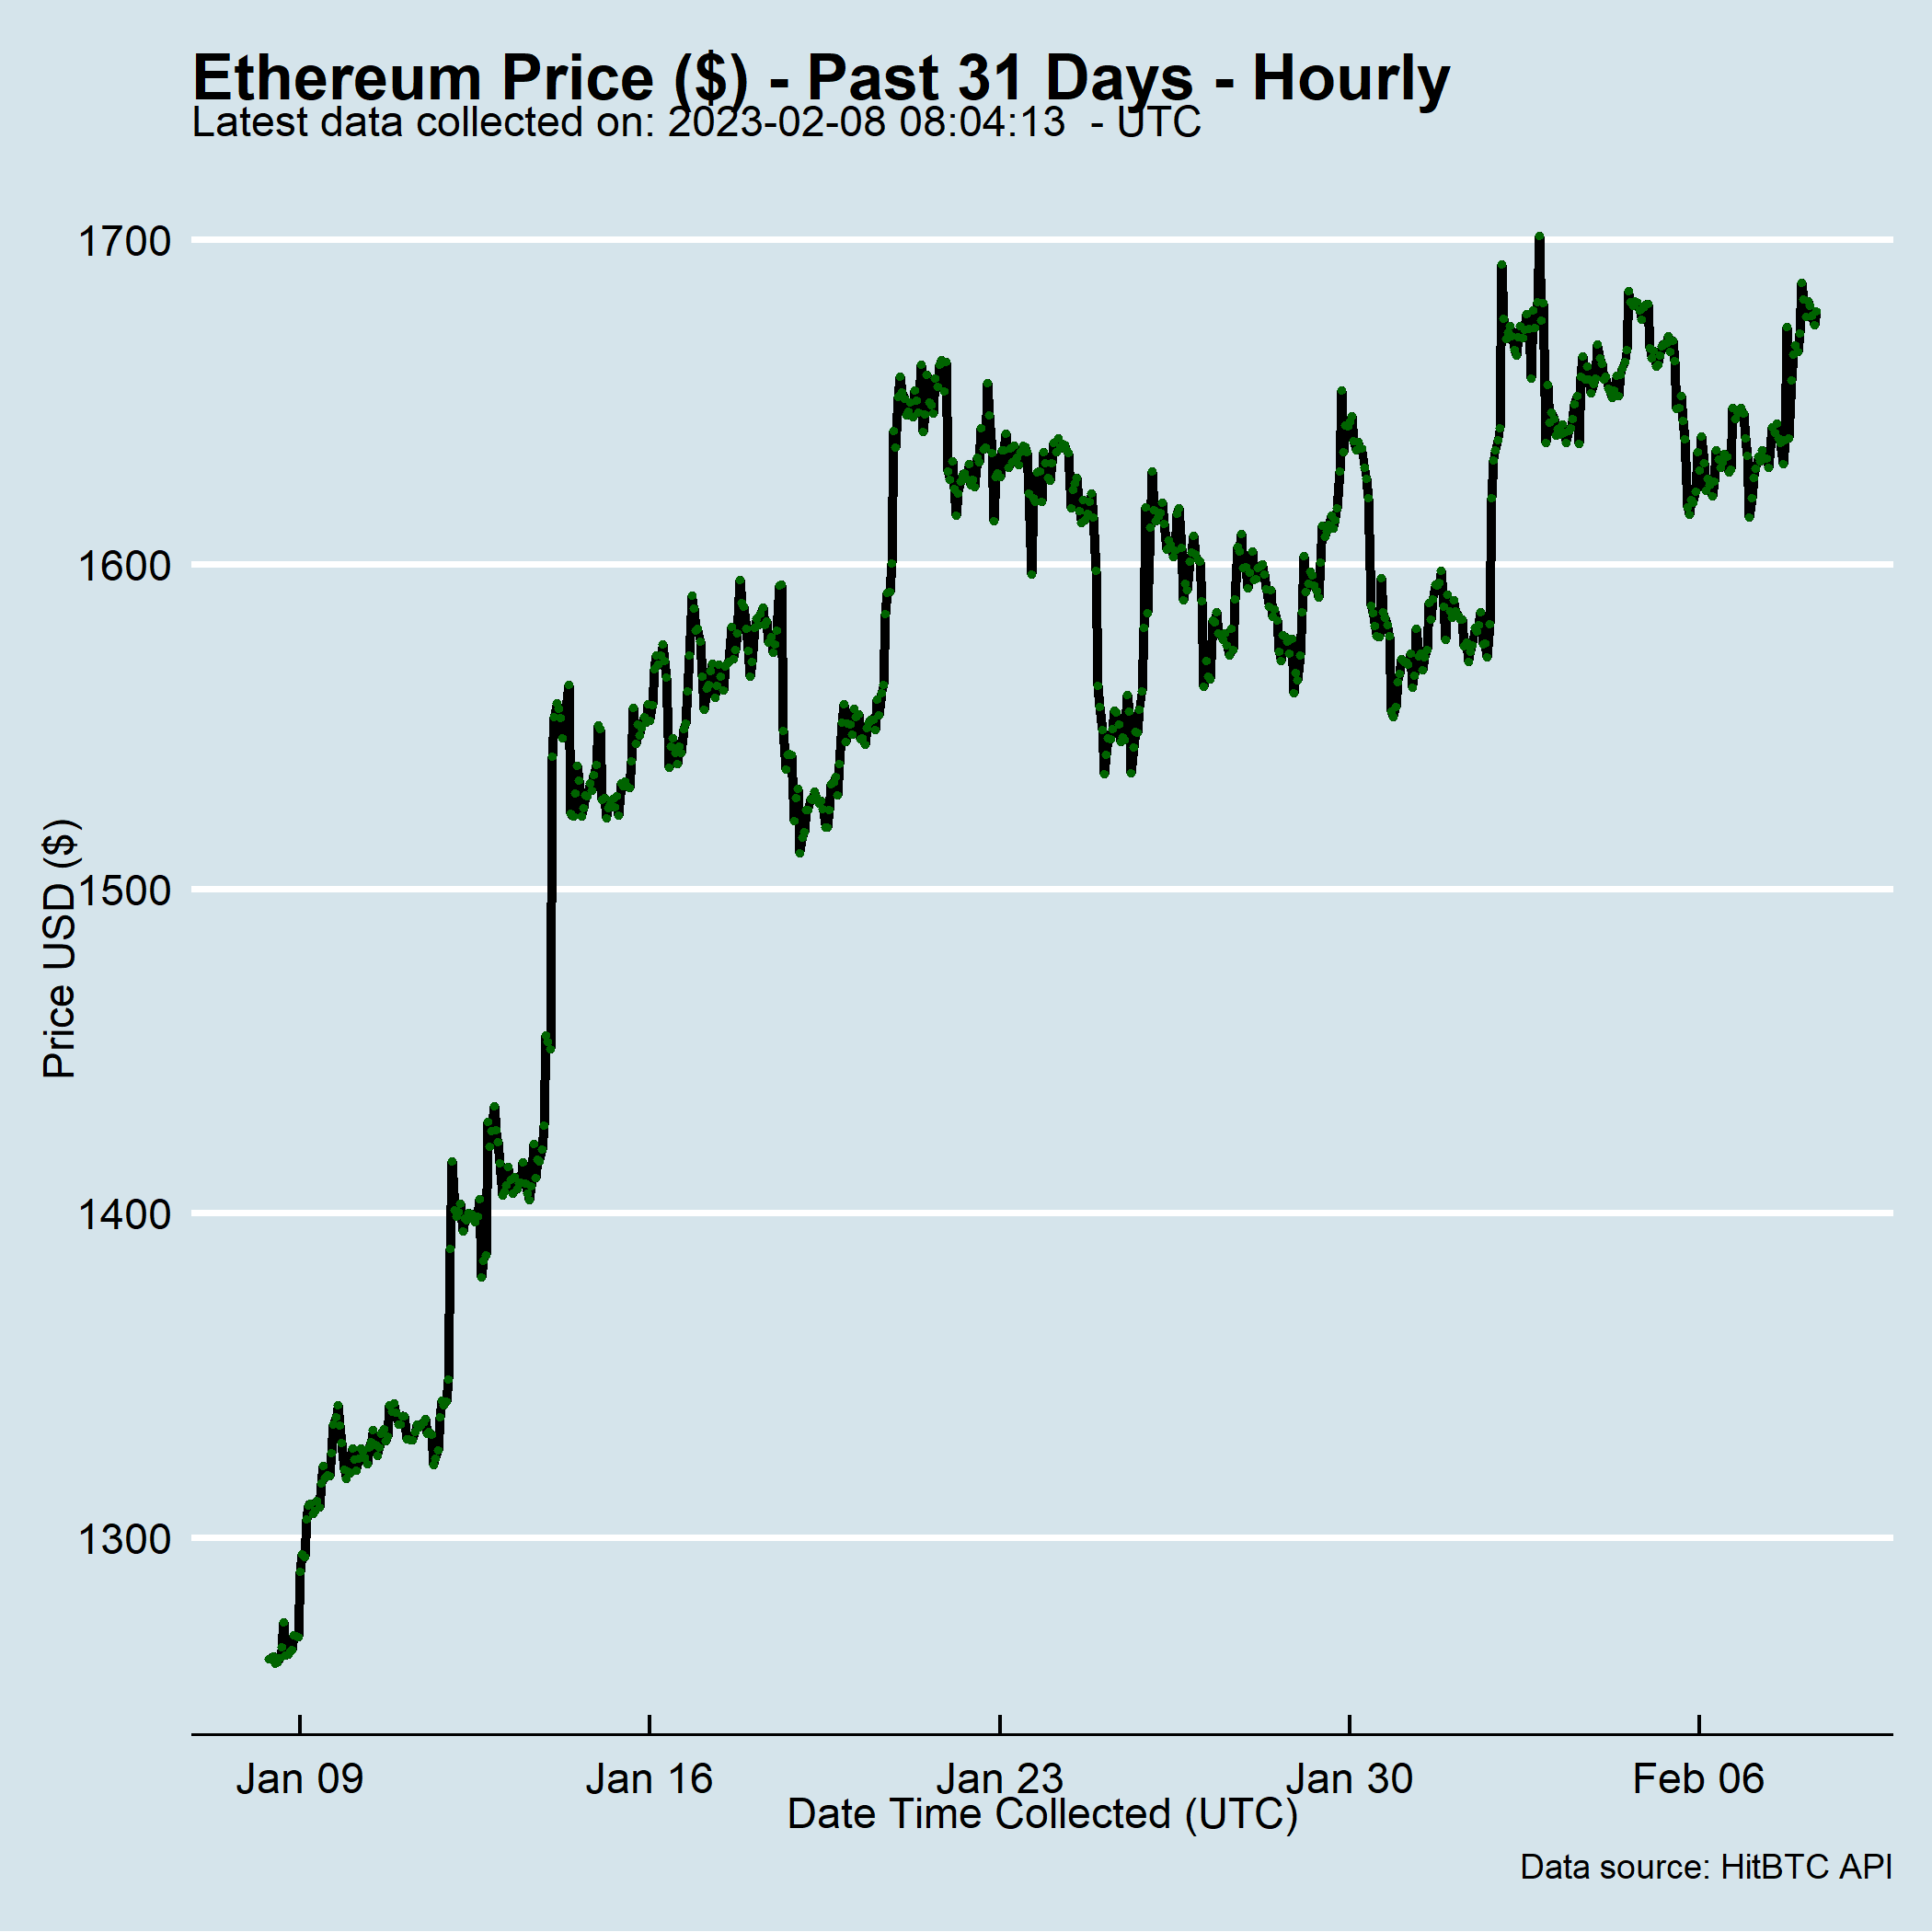 Ethereum Price ($) - Past 31 Days - Hourly
Latest data collected on: 2023-02-08 08:04:13  - UTC
1700
1600
1500
1400
1300
Price USD ($)
Jan 09
Jan 16
Jan 23
Jan 30
Feb 06
Date Time Collected (UTC)
Data source: HitBTC API